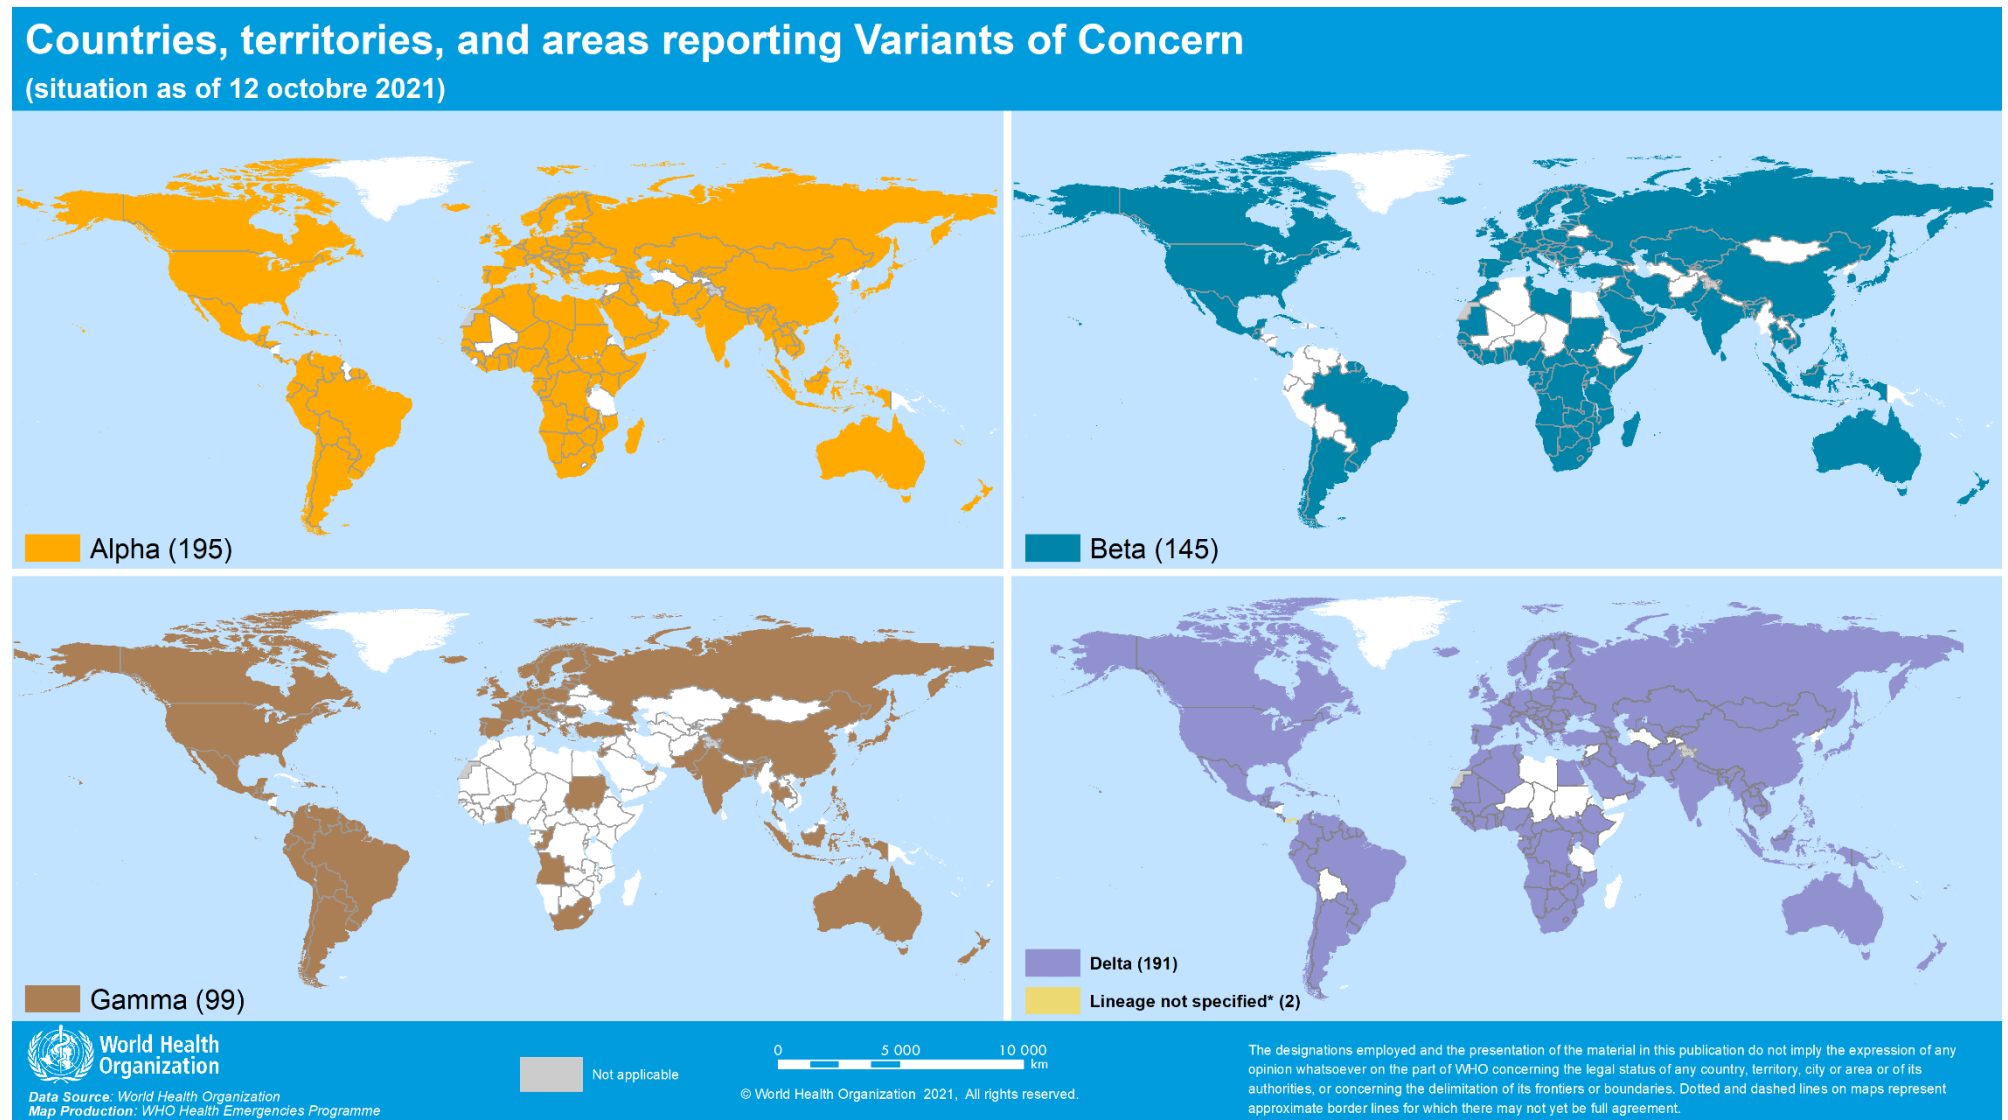 Countries, territories, and areas reporting Variants of Concern
(situation as of 12 octobre 2021)
Alpha (195)
Beta (145)
Gamma (99)
Delta (191)
Lineage not specified* (2)
World Health
Organization
Data Source: World Health Organization
Map Production: WHO Health Emergencies Programme
Not applicable
0 5 000 10 000
km
© World Health Organization 2021, All rights reserved.
The designations employed and the presentation of the material in this publication do not imply the expression of any
opinion whatsoever on the part of WHO concerning the legal status of any country, territory, city or area or of its
authorities, or concerning the delimitation of its frontiers or boundaries. Dotted and dashed lines on maps represent
approximate border lines for which there may not yet be full agreement.